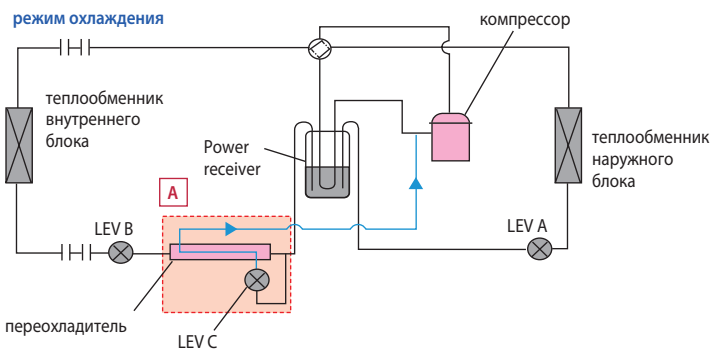 режим охлаждения
компрессор
теплообменник
внутреннего
блока
Power
receiver
теплообменник
наружного
блока
A
LEV B
LEV A
переохладитель
LEV C